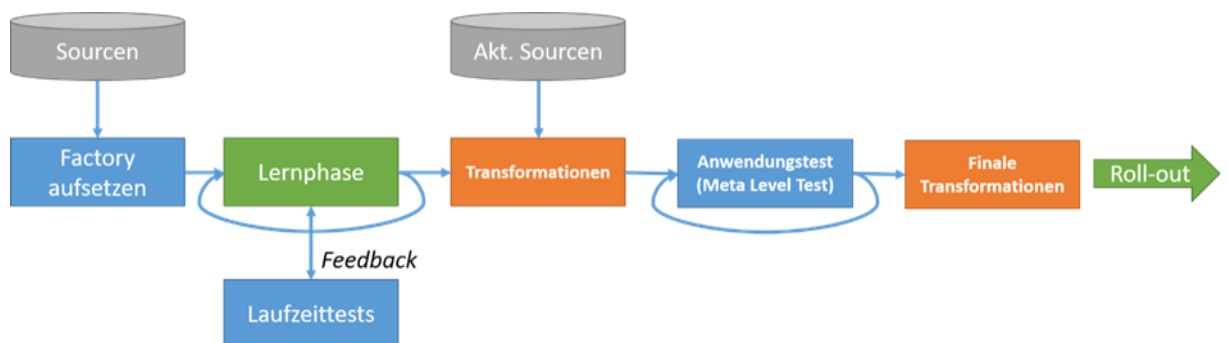 Sourcen
Akt. Sourcen
Factory
aufsetzen
Lernphase
Transformationen
Anwendungstest
(Meta Level Test)
Finale
Transformationen
Roll-out
Feedback
Laufzeittests